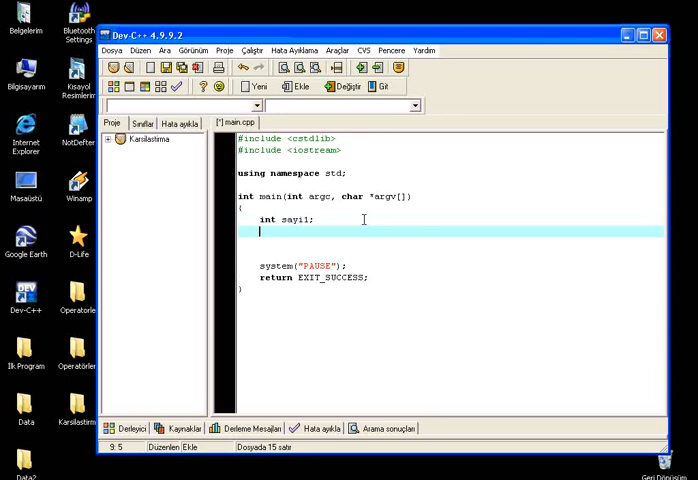 Belgelerim
Bluetooth Settings
Bilgisayarım
Kısayol Resimlerim
Internet Explorer
NotDefter
Masaüstü
Winamp
Google Earth
D-Life
Dev-C++
Operatorle
Ilk Program
Operatörler
Data
Karsilastirma
Data2
Geri Dönüşüm
Dev-C++ 4.9.9.2
Dosya Düzen Ara Görünüm Proje Çalıştır Hata Ayıklama Araçlar CVS Pencere Yardım
Yeni Ekle Değiştir Git
Proje Sınıflar Hata ayıkla
[*] main.cpp
Karsilastirma
#include <cstdlib>
#include <iostream>
using namespace std;
int main(int argc, char *argv[])
{
int sayi1;
system("PAUSE");
return EXIT_SUCCESS;
}
Derleyici Kaynaklar Derleme Mesajları Hata ayıkla Arama sonuçları
9: 5 Düzenlen Ekle Dosyada 15 satır